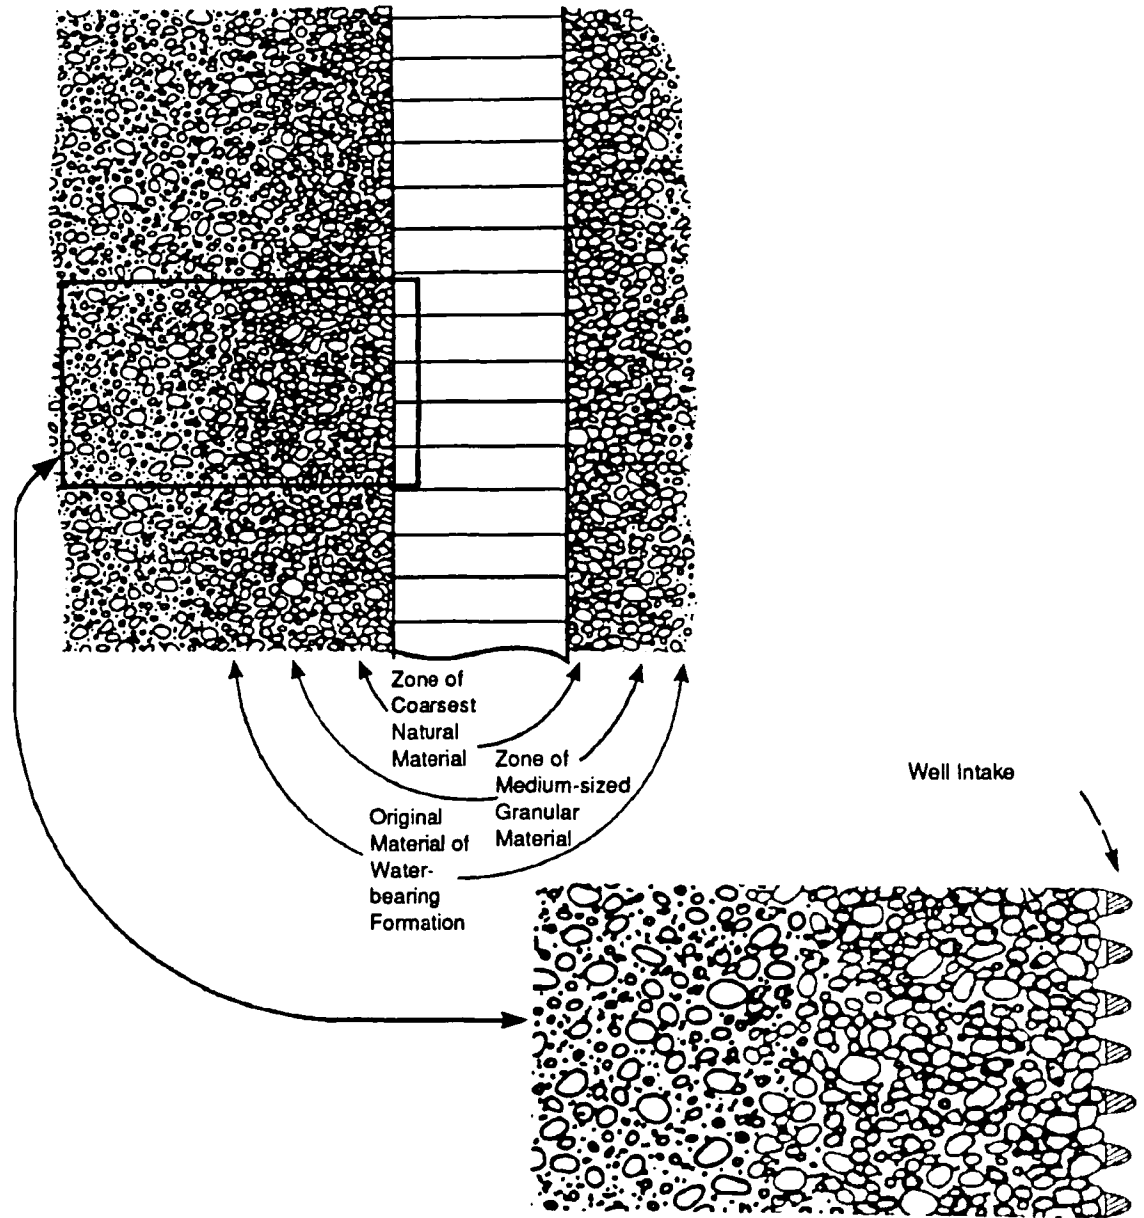 Zone of
Coarsest
Natural
Material
Zone of
Medium-sized
Granular
Material
Original
Material of
Water-
bearing
Formation
Well Intake